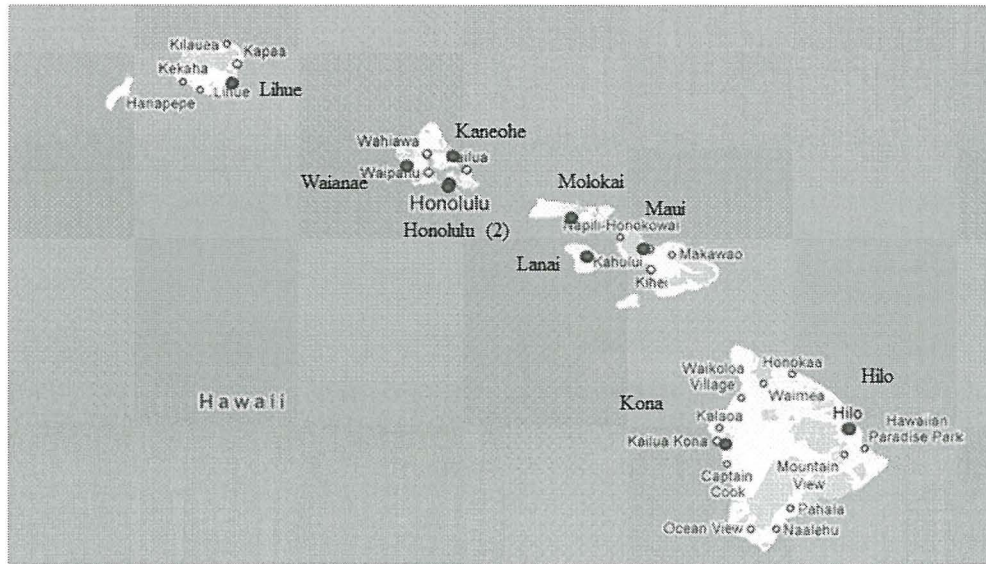 Kilauea
Kapaa
Kekaha
Lihue
Lihue
Hanapepe
Kaneohe
Wahiawa
Kailua
Waipahu
Waianae
Honolulu
Honolulu (2)
Molokai
Maui
Napili-Honokowai
Lanai
Kahului
Makawao
Kihei
Hawaii
Waikoloa
Village
Honokaa
Waimea
Hilo
Kona
Kalaoa
Hilo
Hawaiian
Paradise Park
Kailua Kona
Mountain
View
Captain
Cook
Pahala
Ocean View
Naalehu